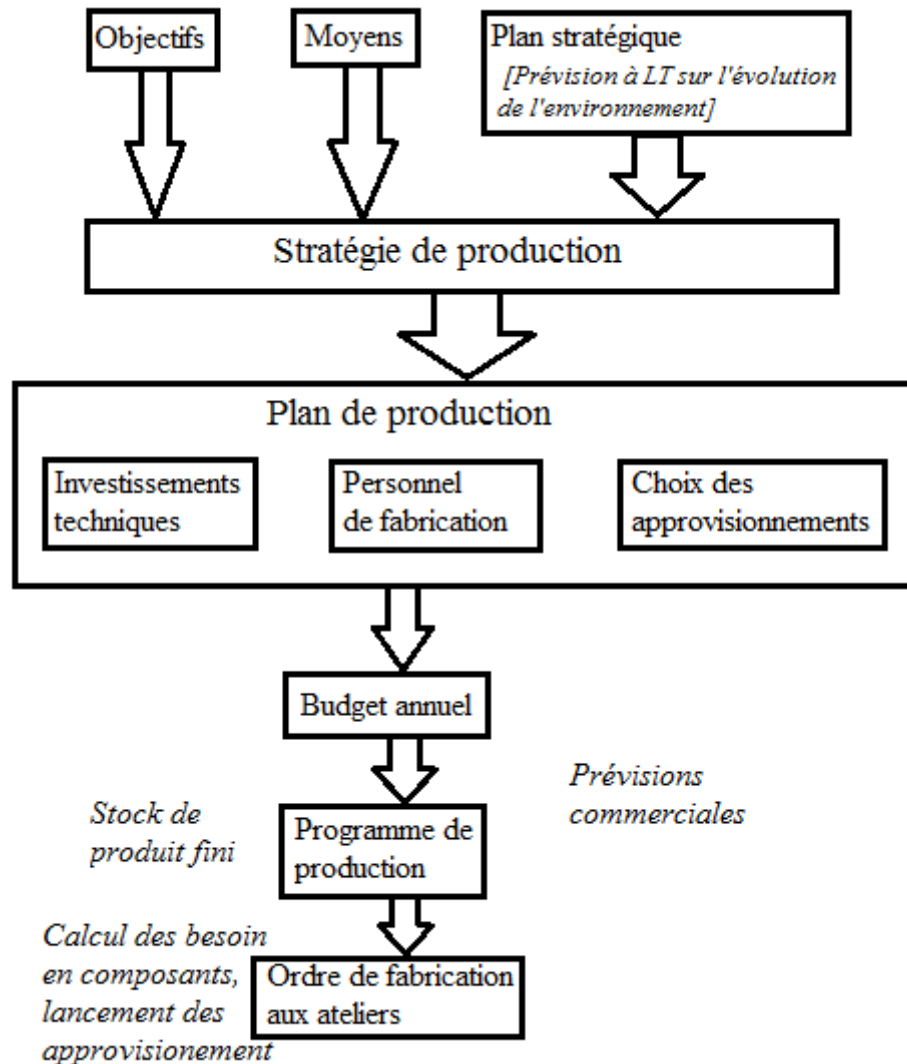 Objectifs
Moyens
Plan stratégique
[Prévision à LT sur l'évolution
de l'environnement]
Stratégie de production
Plan de production
Investissements
techniques
Personnel
de fabrication
Choix des
approvisionnements
Budget annuel
Prévisions
commerciales
Stock de
produit fini
Programme de
production
Calcul des besoin
en composants,
lancement des
approvisionement
Ordre de fabrication
aux ateliers